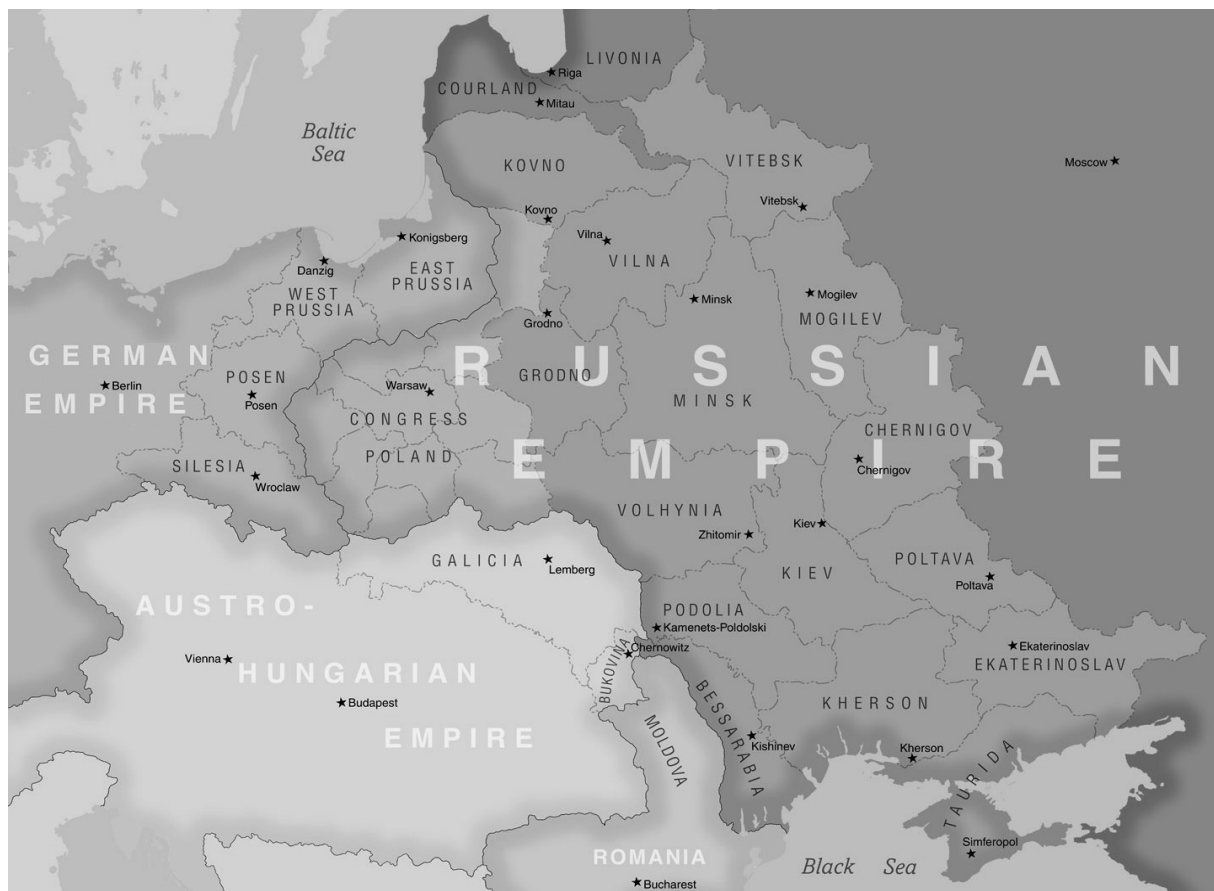 LIVONIA
Riga
COURLAND
Mitau
Baltic
Sea
KOVNO
VITEBSK
Moscow
Vitebsk
Kovno
Vilna
Konigsberg
VILNA
Danzig
EAST
PRUSSIA
WEST
PRUSSIA
Minsk
Mogilev
MOGILEV
Grodno
GERMAN
EMPIRE
Berlin
POSEN
Posen
RUSSIAN
EMPIRE
Warsaw
GRODNO
MINSK
CONGRESS
POLAND
CHERNIGOV
Chernigov
SILESIA
Wroclaw
VOLHYNIA
Zhitomir
Kiev
KIEV
GALICIA
Lemberg
POLTAVA
Poltava
AUSTRO-
HUNGARIAN
EMPIRE
PODOLIA
Kamenets-Poldolski
Chernowitz
BUKOVINA
Ekaterinoslav
EKATERINOSLAV
Vienna
Budapest
BESSARABIA
KHERSON
MOLDOVA
Kishinev
Kherson
TAURIDA
Simferopol
ROMANIA
Bucharest
Black Sea